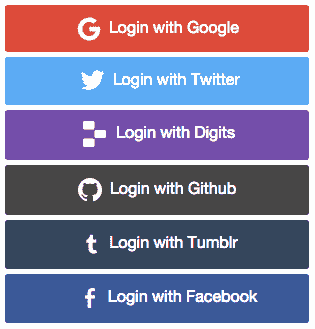 Login with Google
Login with Twitter
Login with Digits
Login with Github
Login with Tumblr
Login with Facebook